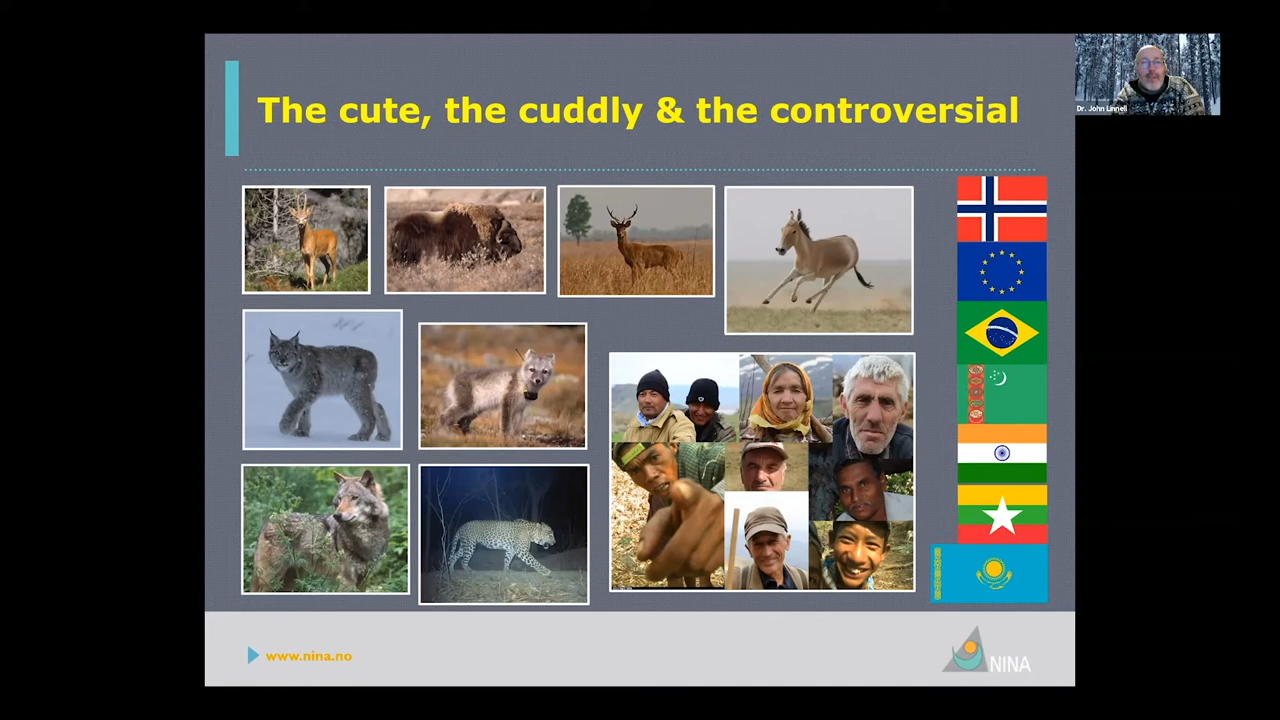 The cute, the cuddly & the controversial
Dr. John Linnell
www.nina.no
NINA